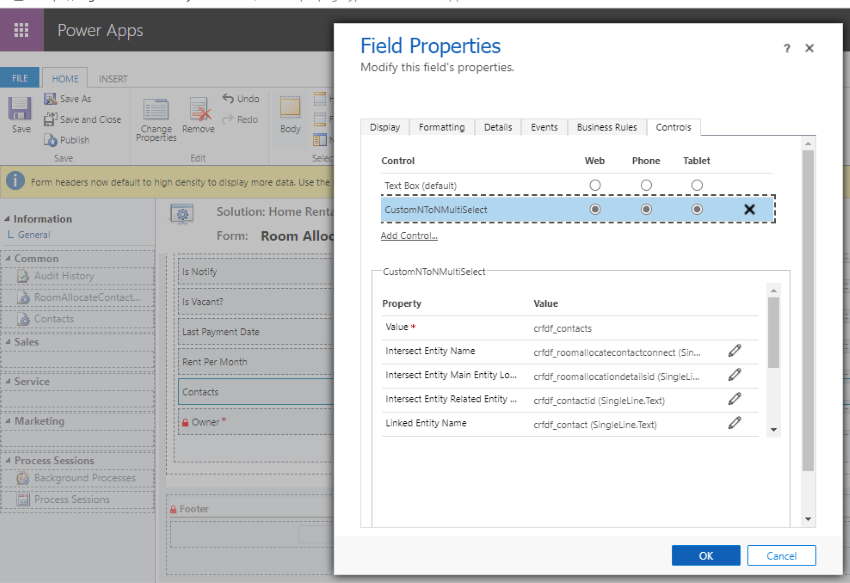 Power Apps
FILE
HOME
INSERT
Save
Save As
Save and Close
Publish
Save
Change Properties
Remove
Undo
Redo
Edit
Body
Form headers now default to high density to display more data. Use the
Information
General
Common
Audit History
RoomAllocateContact...
Contacts
Sales
Service
Marketing
Process Sessions
Background Processes
Process Sessions
Solution: Home Renta
Form: Room Alloc
Is Notify
Is Vacant?
Last Payment Date
Rent Per Month
Contacts
Owner *
Footer
Field Properties
? ×
Modify this field's properties.
Display Formatting Details Events Business Rules Controls
Control Web Phone Tablet
Text Box (default)
CustomNToNMultiSelect
Add Control...
CustomNToNMultiSelect
Property Value
Value * crfdf_contacts
Intersect Entity Name crfdf_roomallocatecontactconnect (Sin...
Intersect Entity Main Entity Lo... crfdf_roomallocationdetailsid (SingleLi...
Intersect Entity Related Entity ... crfdf_contactid (SingleLine.Text)
Linked Entity Name crfdf_contact (SingleLine.Text)
OK Cancel